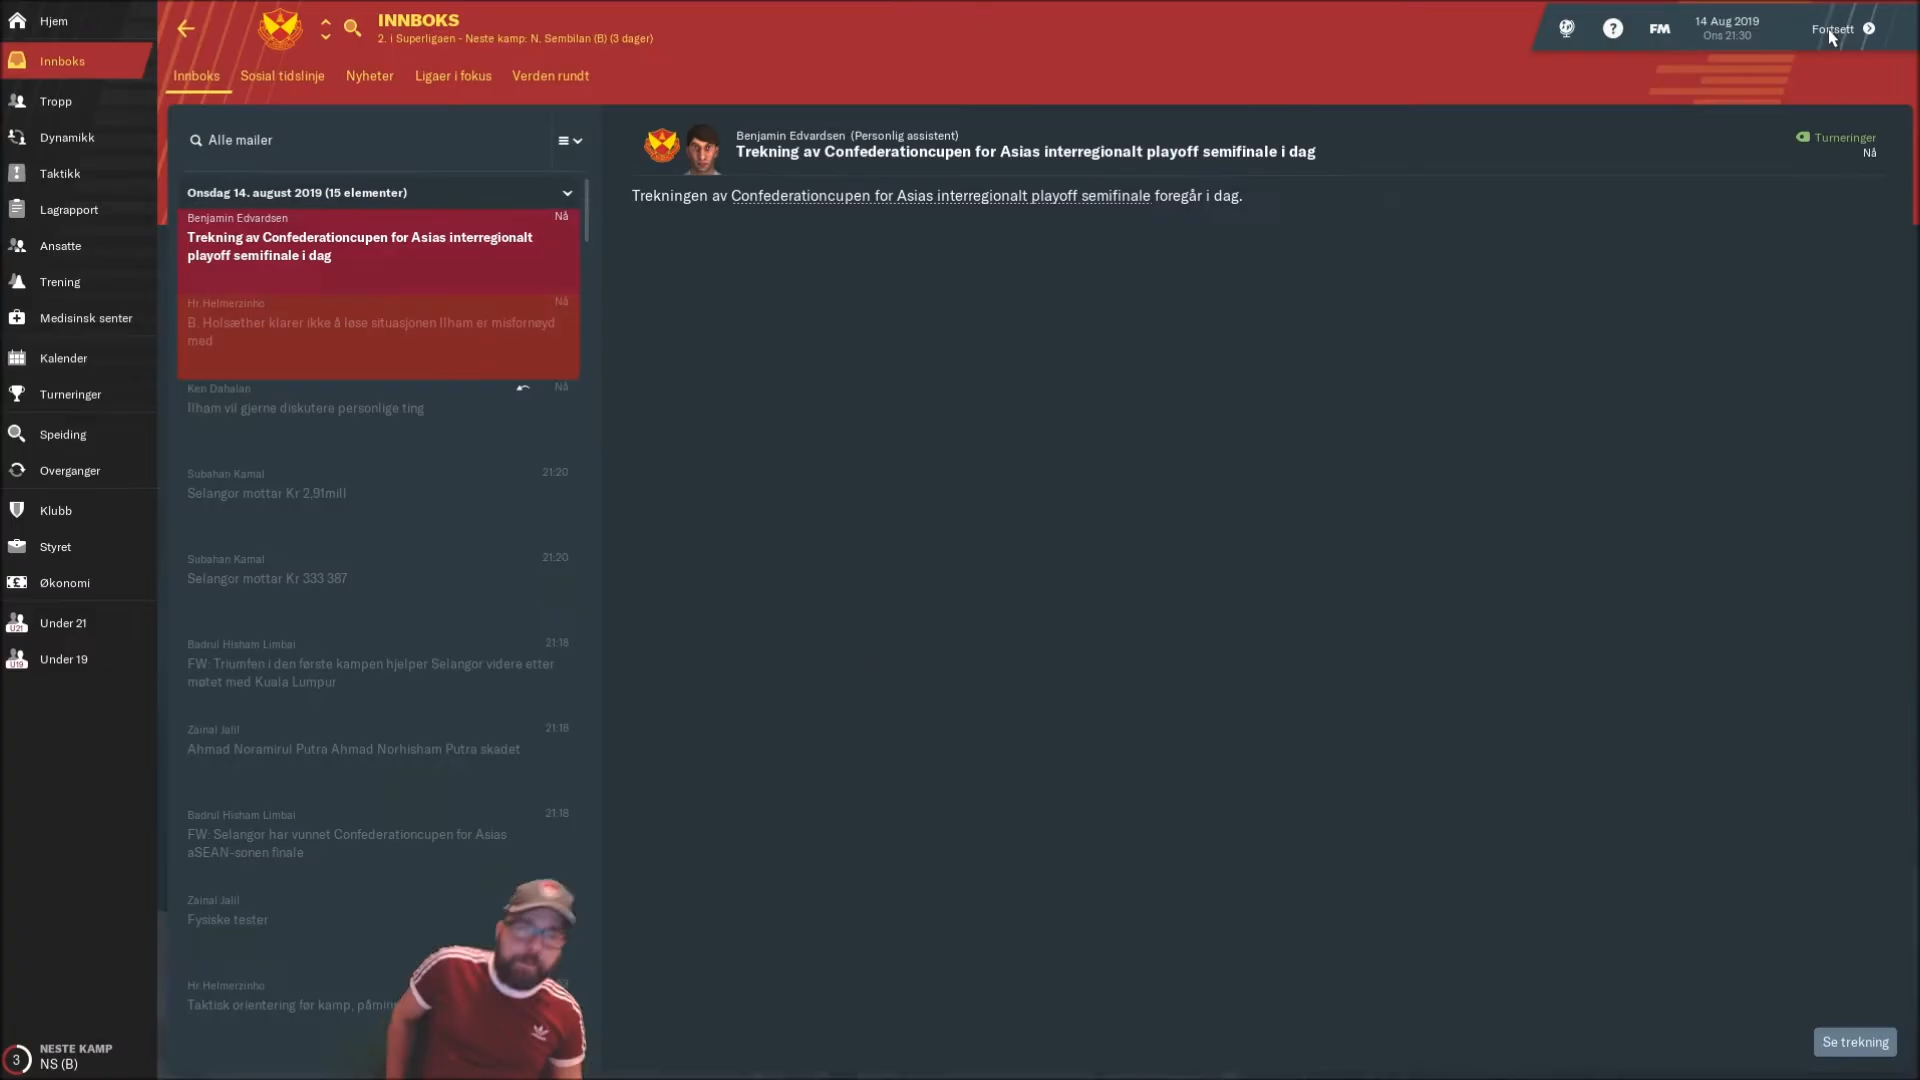 Hjem
Innboks
Tropp
Dynamikk
Taktikk
Lagrapport
Ansatte
Trening
Medisinsk senter
Kalender
Turneringer
Speiding
Overganger
Klubb
Styret
Økonomi
U21 Under 21
U19 Under 19
3 NESTE KAMP
NS (B)
INNBOKS
2. i Superligaen - Neste kamp: N. Sembilan (B) (3 dager)
Innboks Sosial tidslinje Nyheter Ligaer i fokus Verden rundt
? FM 14 Aug 2019
Ons 21:30
Fortsett
Alle mailer
Onsdag 14. august 2019 (15 elementer)
Benjamin Edvardsen Nå
Trekning av Confederationcupen for Asias interregionalt
playoff semifinale i dag
Hr Helmerzinho Nå
B. Holsæther klarer ikke å løse situasjonen Ilham er misfornøyd
med
Ken Dahalan Nå
Ilham vil gjerne diskutere personlige ting
Subahan Kamal 21:20
Selangor mottar Kr 2,91mill
Subahan Kamal 21:20
Selangor mottar Kr 333 387
Badrul Hisham Limbai 21:18
FW: Triumfen i den første kampen hjelper Selangor videre etter
møtet med Kuala Lumpur
Zainal Jalil 21:18
Ahmad Noramirul Putra Ahmad Norhisham Putra skadet
Badrul Hisham Limbai 21:18
FW: Selangor har vunnet Confederationcupen for Asias
aSEAN-sonen finale
Zainal Jalil
Fysiske tester
Hr Helmerzinho
Taktisk orientering før kamp,
Benjamin Edvardsen (Personlig assistent)
Trekning av Confederationcupen for Asias interregionalt playoff semifinale i dag
Turneringer
Nå
Trekningen av Confederationcupen for Asias interregionalt playoff semifinale foregår i dag.
Se trekning